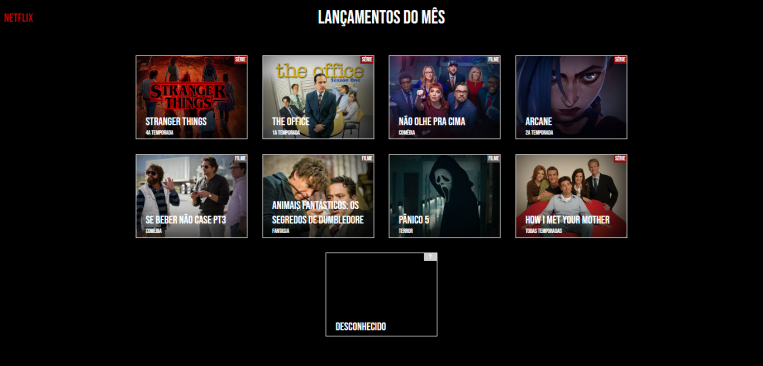 NETFLIX
LANÇAMENTOS DO MÊS
SÉRIE
STRANGER THINGS
STRANGER THINGS
4A TEMPORADA
SÉRIE
the office
Season One
THE OFFICE
1A TEMPORADA
FILME
NÃO OLHE PRA CIMA
COMÉDIA
SÉRIE
ARCANE
2A TEMPORADA
FILME
SE BEBER NÃO CASE PT3
COMÉDIA
FILME
ANIMAIS FANTÁSTICOS: OS
SEGREDOS DE DUMBLEDORE
FANTASIA
FILME
PÂNICO 5
TERROR
SÉRIE
HOW I MET YOUR MOTHER
TODAS TEMPORADAS
?
DESCONHECIDO